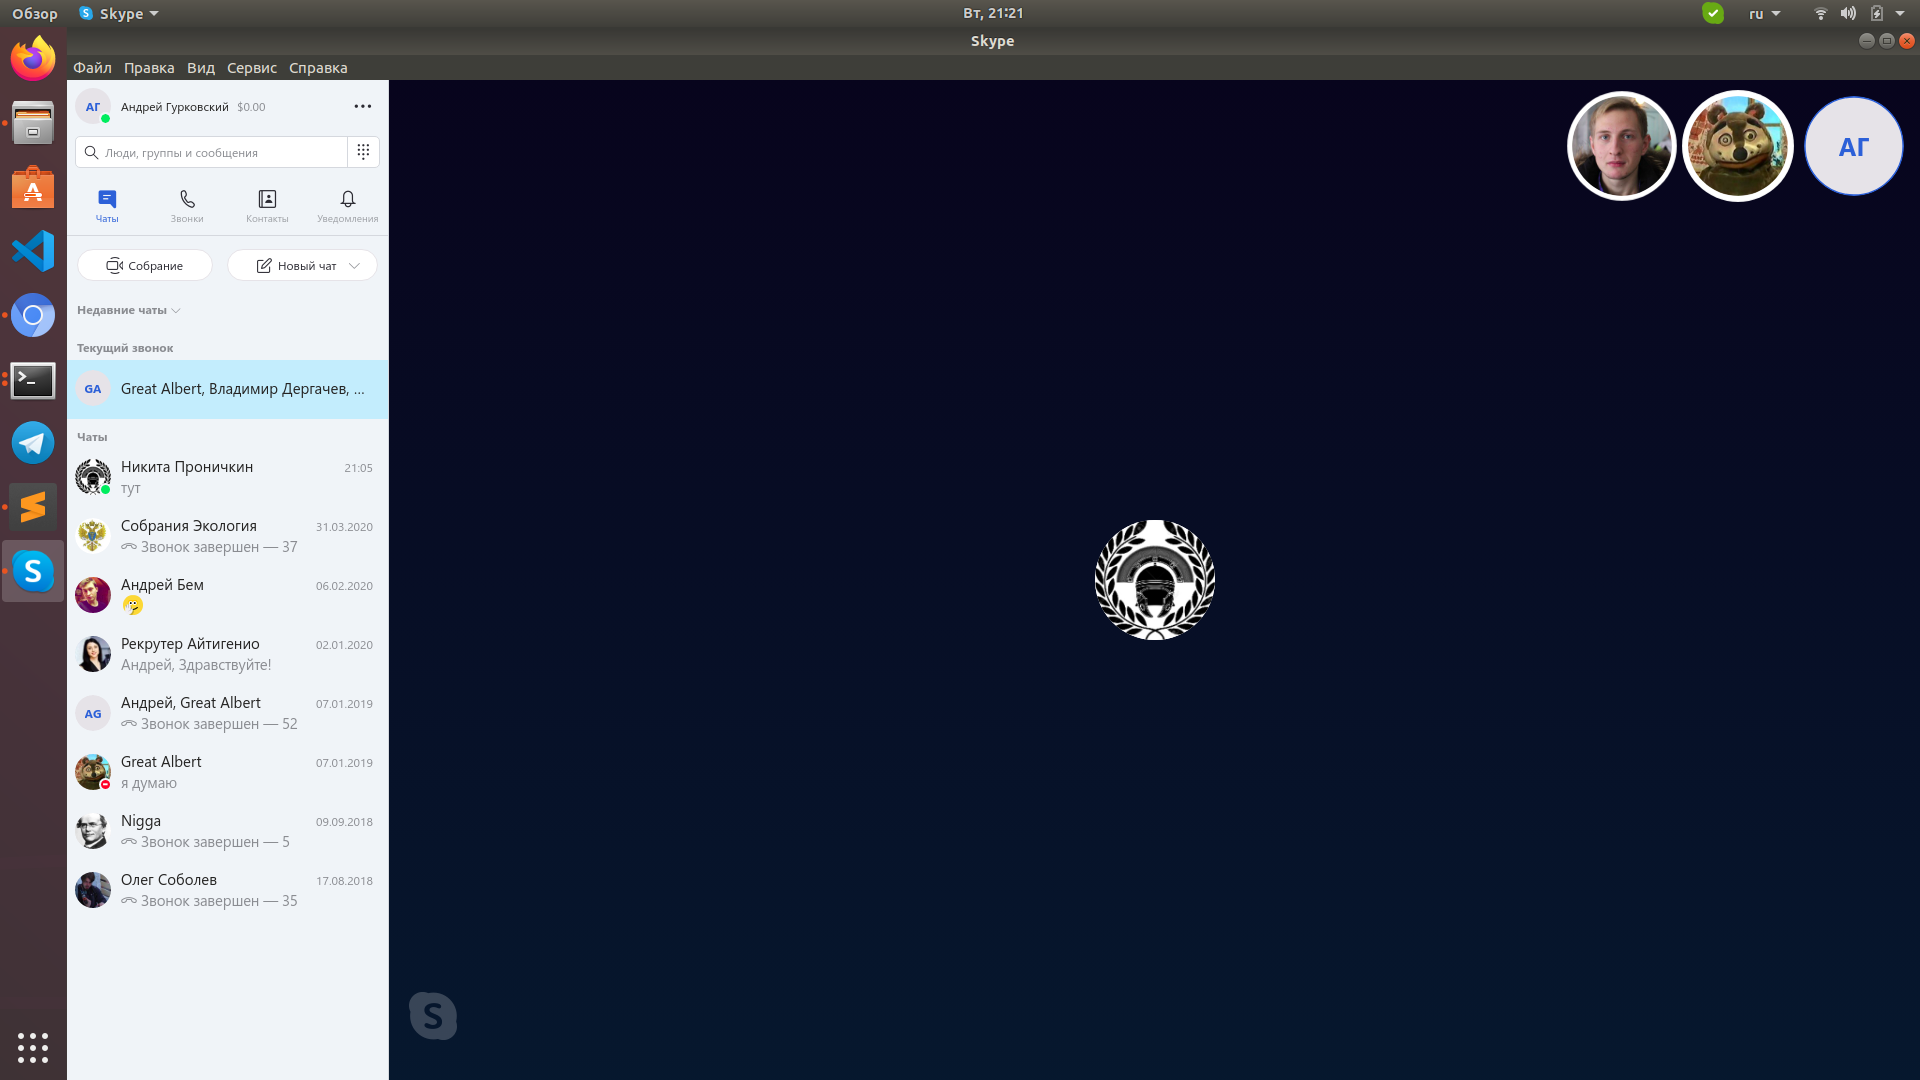 Обзор
Skype
Вт, 21:21
ru
Skype
Файл Правка Вид Сервис Справка
АГ
Андрей Гурковский $0.00
Люди, группы и сообщения
Чаты Звонки Контакты Уведомления
Собрание
Новый чат
Недавние чаты
Текущий звонок
GA
Great Albert, Владимир Дергачев, ...
Чаты
Никита Проничкин 21:05
тут
Собрания Экология 31.03.2020
Звонок завершен — 37
Андрей Бем 06.02.2020
Рекрутер Айтигенио 02.01.2020
Андрей, Здравствуйте!
AG
Андрей, Great Albert 07.01.2019
Звонок завершен — 52
Great Albert 07.01.2019
я думаю
Nigga 09.09.2018
Звонок завершен — 5
Олег Соболев 17.08.2018
Звонок завершен — 35
АГ